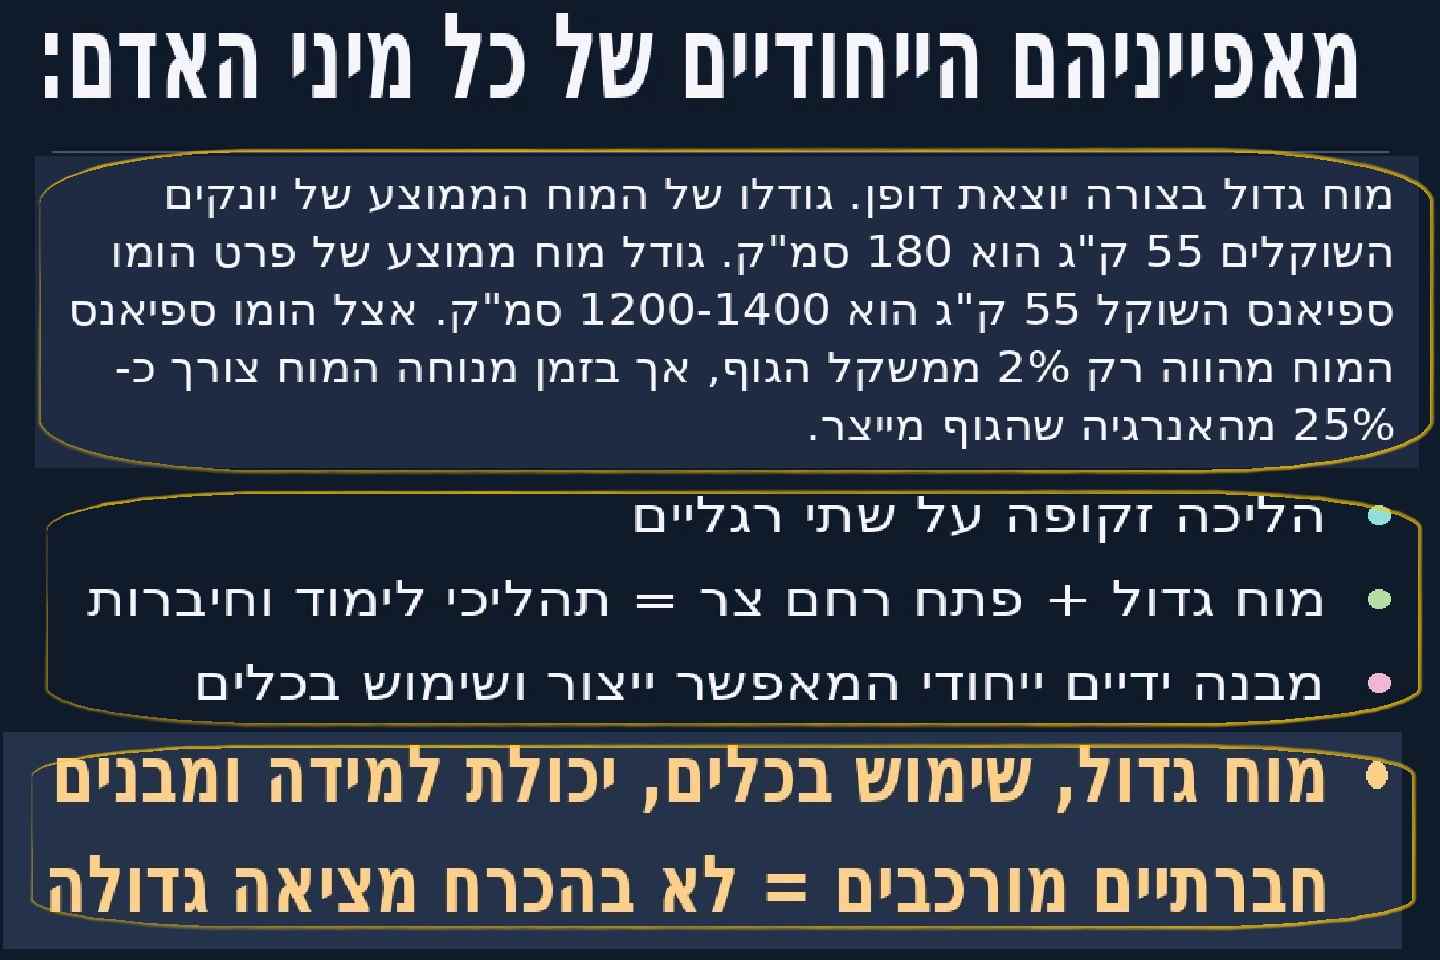 מאפייניהם הייחודיים של כל מיני האדם:
מוח גדול בצורה יוצאת דופן. גודלו של המוח הממוצע של יונקים
השוקלים 55 ק"ג הוא 180 סמ"ק. גודל מוח ממוצע של פרט הומו
ספיאנס השוקל 55 ק"ג הוא 1200-1400 סמ"ק. אצל הומו ספיאנס
המוח מהווה רק 2% ממשקל הגוף, אך בזמן מנוחה המוח צורך כ-
25% מהאנרגיה שהגוף מייצר.
הליכה זקופה על שתי רגליים
מוח גדול + פתח רחם צר = תהליכי לימוד וחיברות
מבנה ידיים ייחודי המאפשר ייצור ושימוש בכלים
מוח גדול, שימוש בכלים, יכולת למידה ומבנים
חברתיים מורכבים = לא בהכרח מציאה גדולה